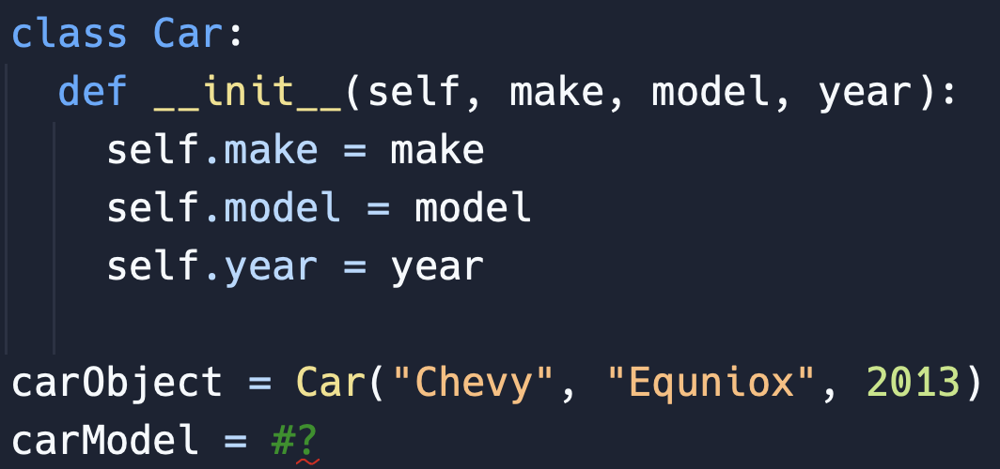 class Car:
  def __init__(self, make, model, year):
    self.make = make
    self.model = model
    self.year = year
carObject = Car("Chevy", "Equniox", 2013)
carModel = #?